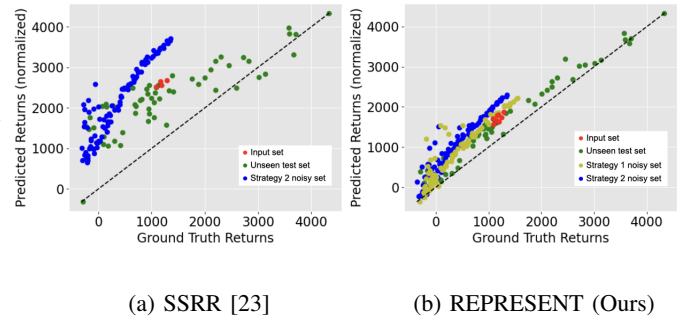 Predicted Returns (normalized)
4000
3000
2000
1000
0
0 1000 2000 3000 4000
Ground Truth Returns
Input set
Unseen test set
Strategy 2 noisy set
(a) SSRR [23]
Predicted Returns (normalized)
4000
3000
2000
1000
0
0 1000 2000 3000 4000
Ground Truth Returns
Input set
Unseen test set
Strategy 1 noisy set
Strategy 2 noisy set
(b) REPRESENT (Ours)